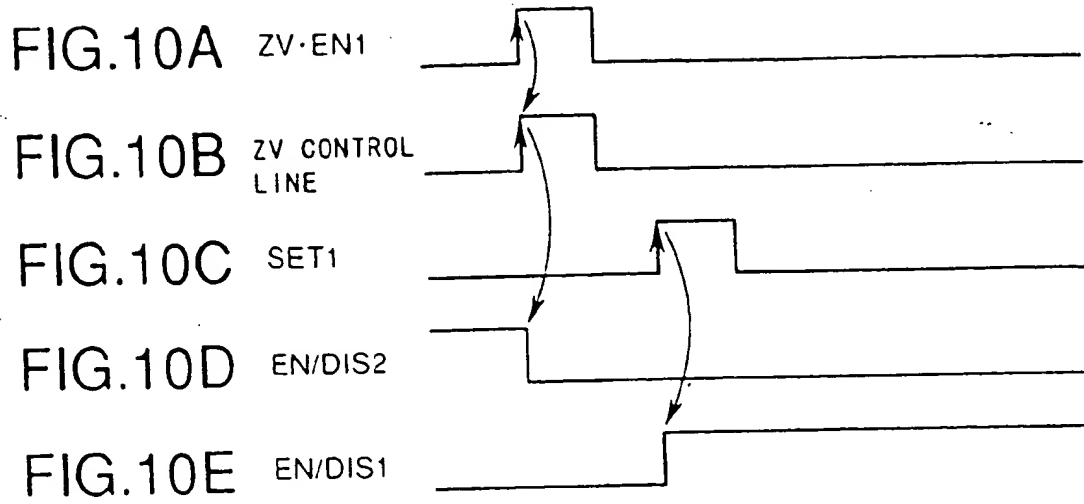 FIG.10A ZV·EN1
FIG.10B ZV CONTROL
LINE
FIG.10C SET1
FIG.10D EN/DIS2
FIG.10E EN/DIS1